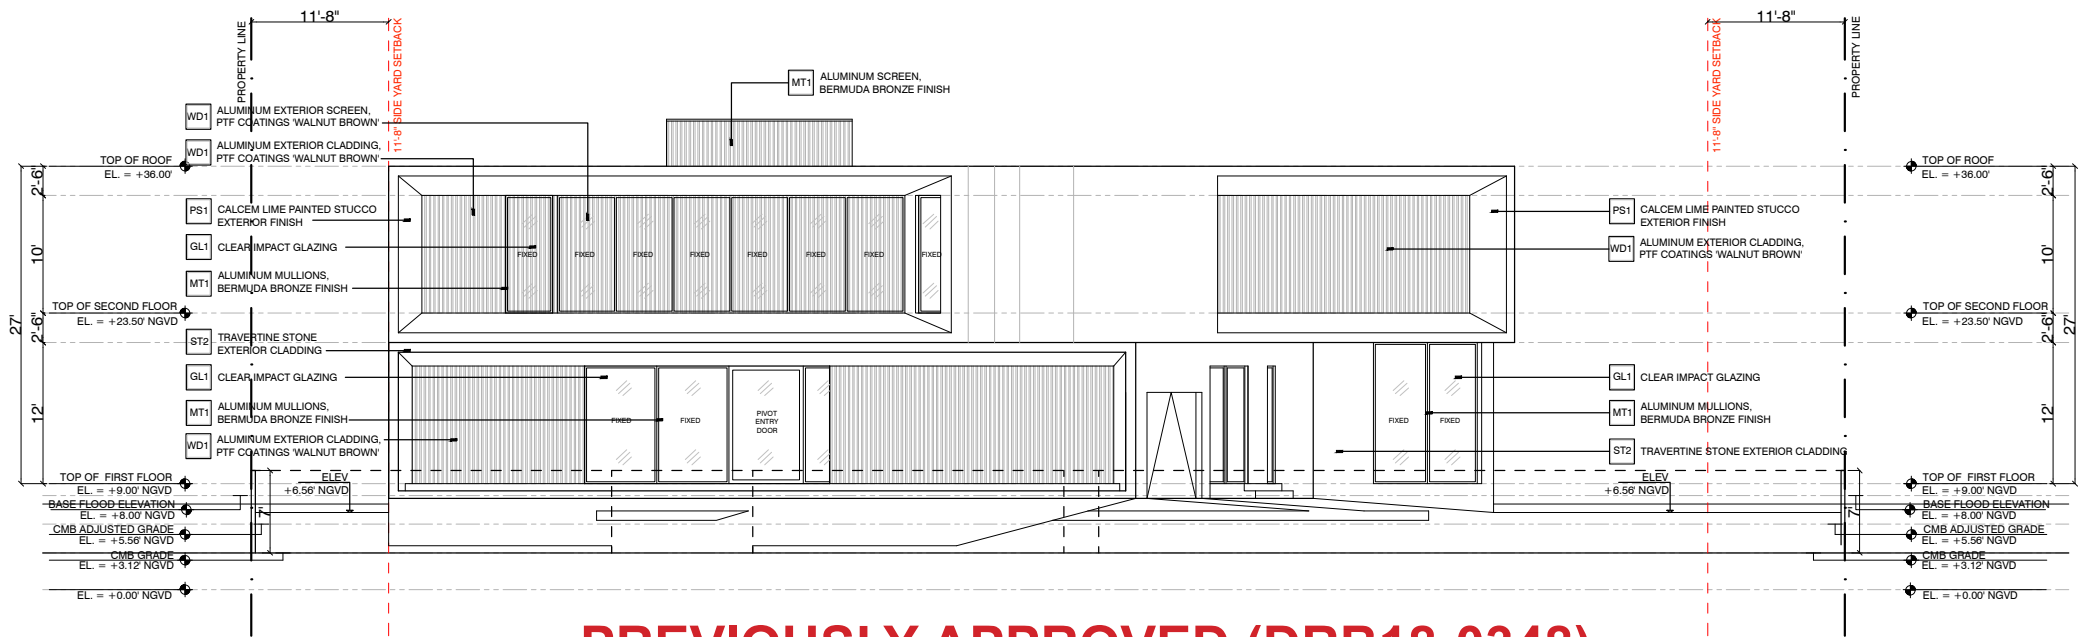 11'-8"
PROPERTY LINE
11'-8" SIDE YARD SETBACK
11'-8"
11'-8" SIDE YARD SETBACK
PROPERTY LINE
MT1
ALUMINUM SCREEN,
BERMUDA BRONZE FINISH
WD1
ALUMINUM EXTERIOR SCREEN,
PTF COATINGS 'WALNUT BROWN'
WD1
ALUMINUM EXTERIOR CLADDING,
PTF COATINGS 'WALNUT BROWN'
TOP OF ROOF
EL. = +36.00'
PS1
CALCEM LIME PAINTED STUCCO
EXTERIOR FINISH
GL1
CLEAR IMPACT GLAZING
MT1
ALUMINUM MULLIONS,
BERMUDA BRONZE FINISH
TOP OF SECOND FLOOR
EL. = +23.50' NGVD
ST2
TRAVERTINE STONE
EXTERIOR CLADDING
GL1
CLEAR IMPACT GLAZING
MT1
ALUMINUM MULLIONS,
BERMUDA BRONZE FINISH
WD1
ALUMINUM EXTERIOR CLADDING,
PTF COATINGS 'WALNUT BROWN'
TOP OF FIRST FLOOR
EL. = +9.00' NGVD
BASE FLOOD ELEVATION
EL. = +8.00' NGVD
CMB ADJUSTED GRADE
EL. = +5.56' NGVD
CMB GRADE
EL. = +3.12' NGVD
EL. = +0.00' NGVD
ELEV
+6.56' NGVD
7'
27'
2'-6"
10'
2'-6"
12'
FIXED
FIXED
FIXED
FIXED
FIXED
FIXED
FIXED
FIXED
FIXED
FIXED
PIVOT
ENTRY
DOOR
FIXED
FIXED
PS1
CALCEM LIME PAINTED STUCCO
EXTERIOR FINISH
WD1
ALUMINUM EXTERIOR CLADDING,
PTF COATINGS 'WALNUT BROWN'
GL1
CLEAR IMPACT GLAZING
MT1
ALUMINUM MULLIONS,
BERMUDA BRONZE FINISH
ST2
TRAVERTINE STONE EXTERIOR CLADDING
ELEV
+6.56' NGVD
7'
TOP OF ROOF
EL. = +36.00'
TOP OF SECOND FLOOR
EL. = +23.50' NGVD
TOP OF FIRST FLOOR
EL. = +9.00' NGVD
BASE FLOOD ELEVATION
EL. = +8.00' NGVD
CMB ADJUSTED GRADE
EL. = +5.56' NGVD
CMB GRADE
EL. = +3.12' NGVD
EL. = +0.00' NGVD
2'-6"
10'
2'-6"
12'
27'
PREVIOUSLY APPROVED (DRB18-0348)